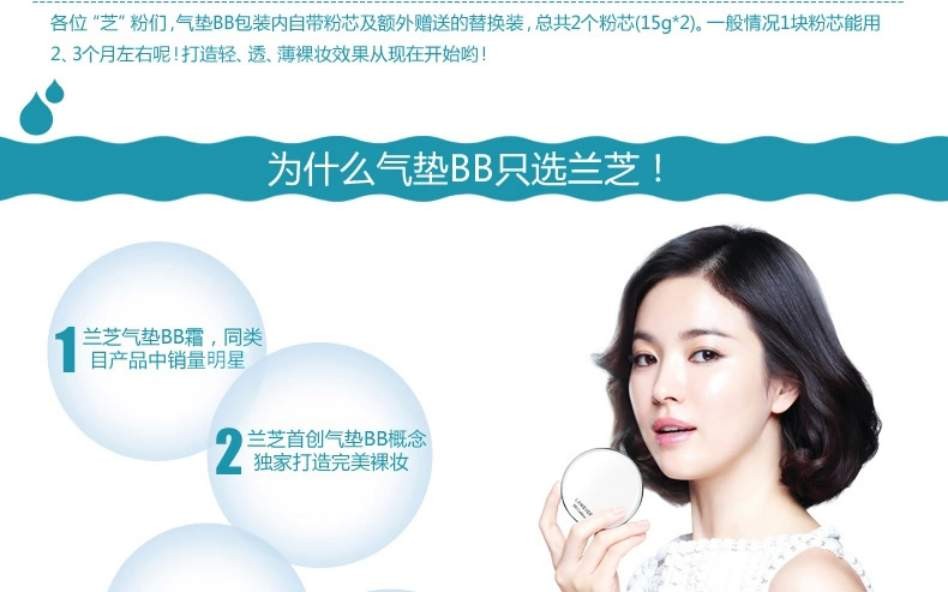 各位“芝”粉们，气垫BB包装内自带粉芯及额外赠送的替换装，总共2个粉芯(15g*2)。一般情况1块粉芯能用
2、3个月左右呢！打造轻、透、薄裸妆效果从现在开始哟！
为什么气垫BB只选兰芝！
1 兰芝气垫BB霜，同类
目产品中销量明星
2 兰芝首创气垫BB概念
独家打造完美裸妆
LANEIGE